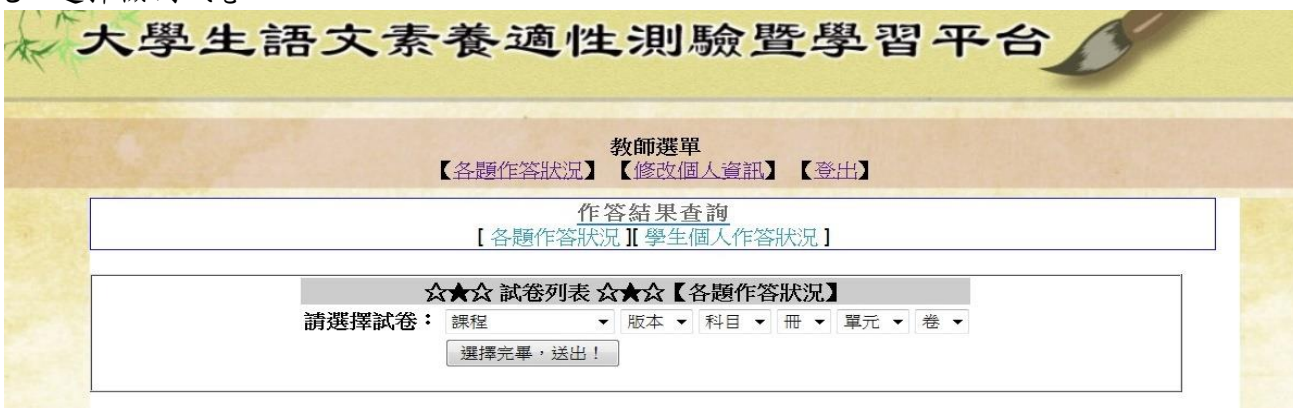 大學生語文素養適性測驗暨學習平台
教師選單
【各題作答狀況】 【修改個人資訊】 【登出】
作答結果查詢
[ 各題作答狀況 ][ 學生個人作答狀況 ]
☆★☆ 試卷列表 ☆★☆【各題作答狀況】
請選擇試卷： 課程 版本 科目 冊 單元 卷
選擇完畢，送出！